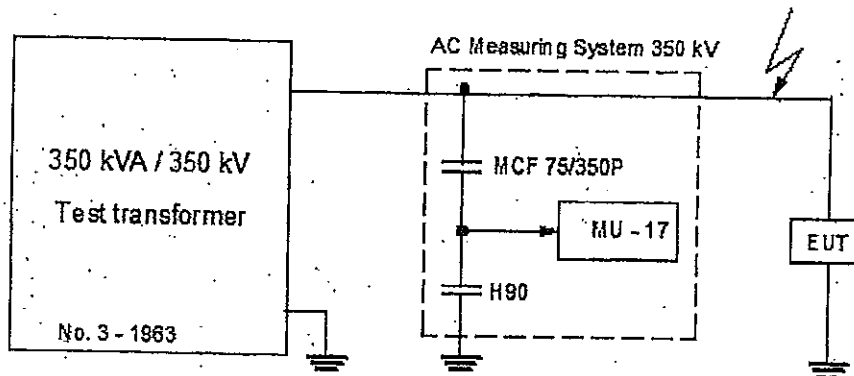 AC Measuring System 350 kV
350 kVA / 350 kV
Test transformer
MCF 75/350P
MU - 17
EUT
H90
No. 3 - 1963